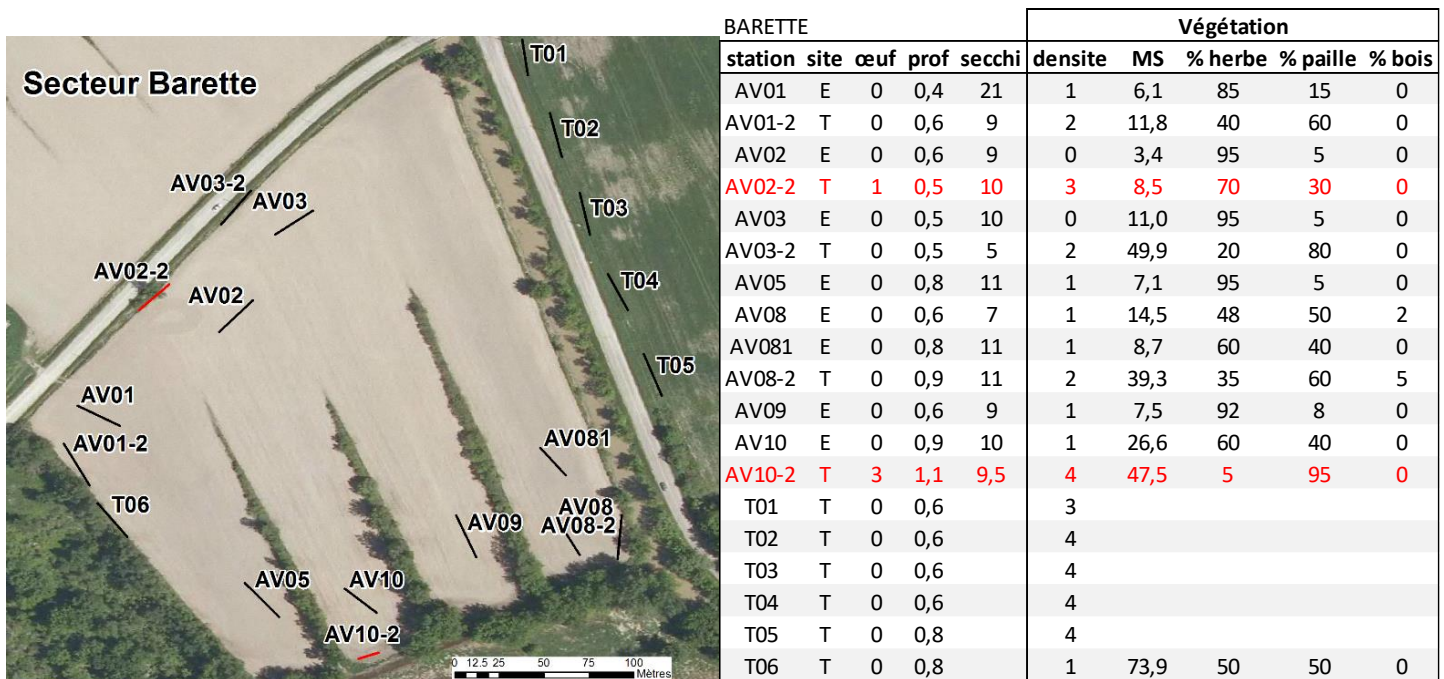 Secteur Barette
T01
T02
AV03-2
AV03
T03
AV02-2
AV02
T04
T05
AV01
AV01-2
AV081
T06
AV09
AV08
AV08-2
AV05
AV10
AV10-2
0 12.5 25 50 75 100
Mètres
BARETTE Végétation
station site œuf prof secchi densite MS % herbe % paille % bois
AV01 E 0 0,4 21 1 6,1 85 15 0
AV01-2 T 0 0,6 9 2 11,8 40 60 0
AV02 E 0 0,6 9 0 3,4 95 5 0
AV02-2 T 1 0,5 10 3 8,5 70 30 0
AV03 E 0 0,5 10 0 11,0 95 5 0
AV03-2 T 0 0,5 5 2 49,9 20 80 0
AV05 E 0 0,8 11 1 7,1 95 5 0
AV08 E 0 0,6 7 1 14,5 48 50 2
AV081 E 0 0,8 11 1 8,7 60 40 0
AV08-2 T 0 0,9 11 2 39,3 35 60 5
AV09 E 0 0,6 9 1 7,5 92 8 0
AV10 E 0 0,9 10 1 26,6 60 40 0
AV10-2 T 3 1,1 9,5 4 47,5 5 95 0
T01 T 0 0,6 3
T02 T 0 0,6 4
T03 T 0 0,6 4
T04 T 0 0,6 4
T05 T 0 0,8 4
T06 T 0 0,8 1 73,9 50 50 0